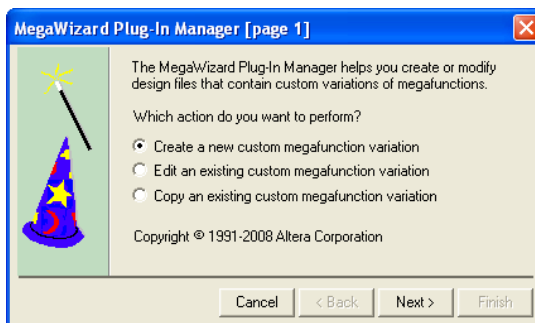 MegaWizard Plug-In Manager [page 1]
The MegaWizard Plug-In Manager helps you create or modify
design files that contain custom variations of megafunctions.
Which action do you want to perform?
Create a new custom megafunction variation
Edit an existing custom megafunction variation
Copy an existing custom megafunction variation
Copyright © 1991-2008 Altera Corporation
Cancel < Back Next > Finish